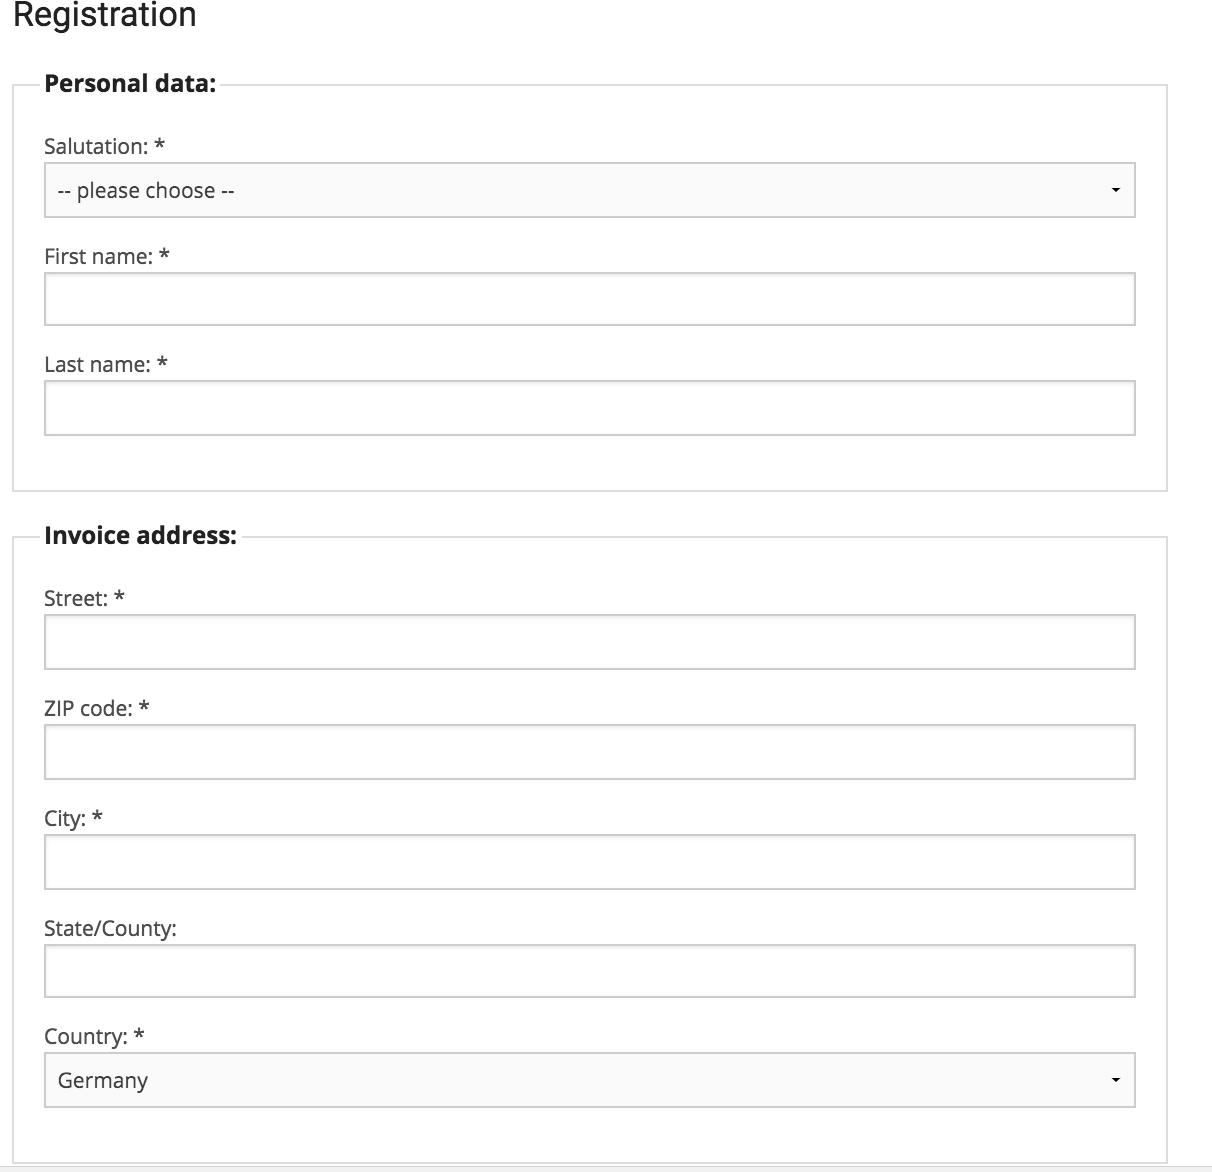 Registration
Personal data:
Salutation: *
-- please choose --
First name: *
Last name: *
Invoice address:
Street: *
ZIP code: *
City: *
State/County:
Country: *
Germany